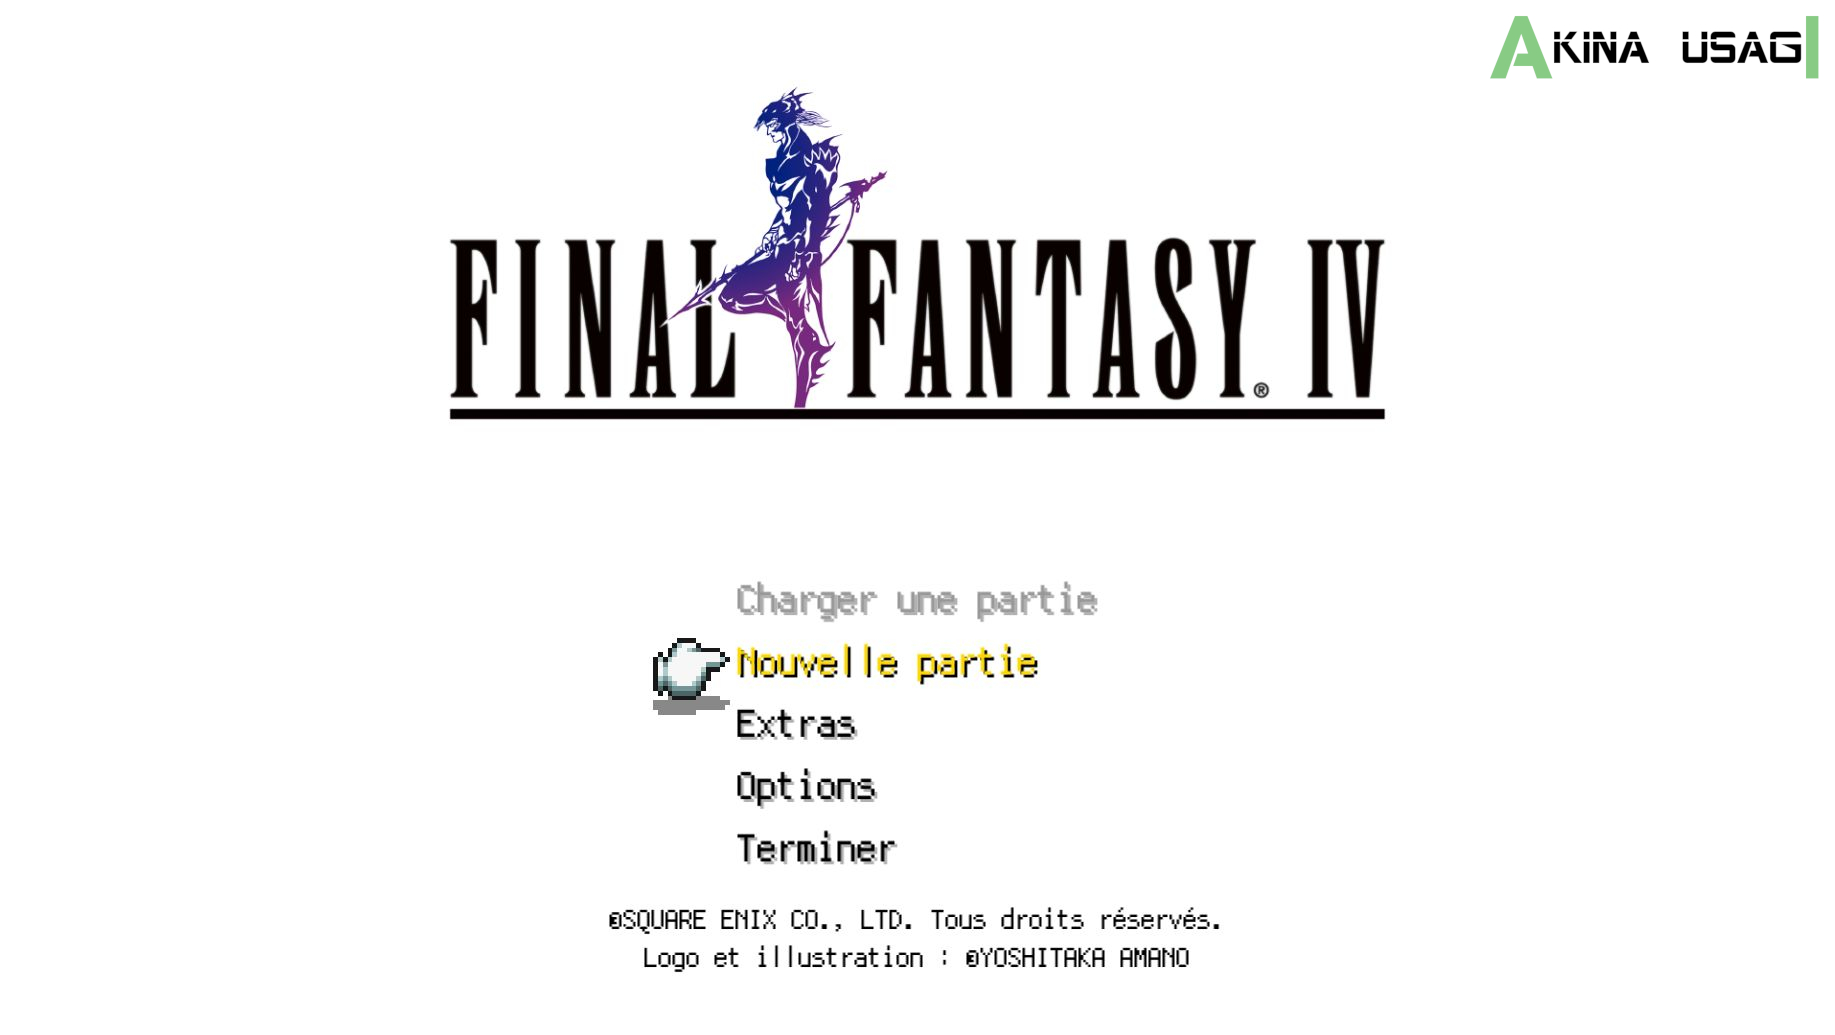 AKINA USAGI
FINAL FANTASY® IV
Charger une partie
Nouvelle partie
Extras
Options
Terminer
©SQUARE ENIX CO., LTD. Tous droits réservés.
Logo et illustration : ©YOSHITAKA AMANO